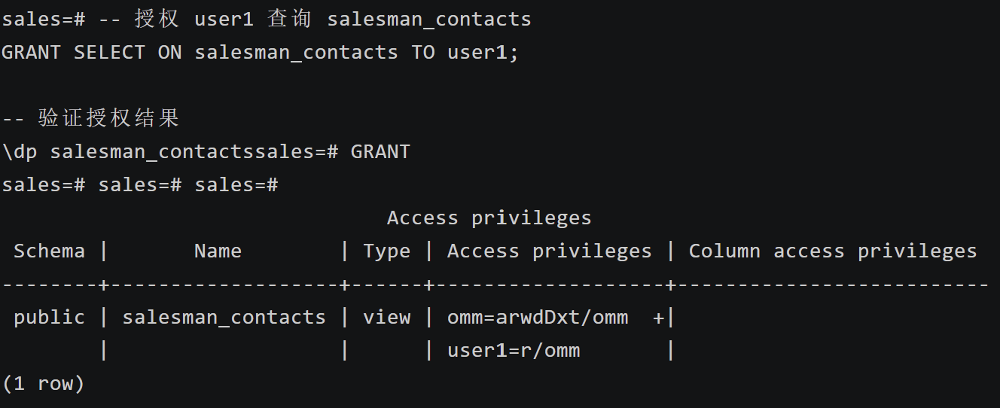 sales=# -- 授权 user1 查询 salesman_contacts
GRANT SELECT ON salesman_contacts TO user1;
-- 验证授权结果
\dp salesman_contactssales=# GRANT
sales=# sales=# sales=#
Access privileges
Schema | Name | Type | Access privileges | Column access privileges
--------+-------------------+------+-------------------+--------------------------
public | salesman_contacts | view | omm=arwdDxt/omm +|
| | | user1=r/omm |
(1 row)